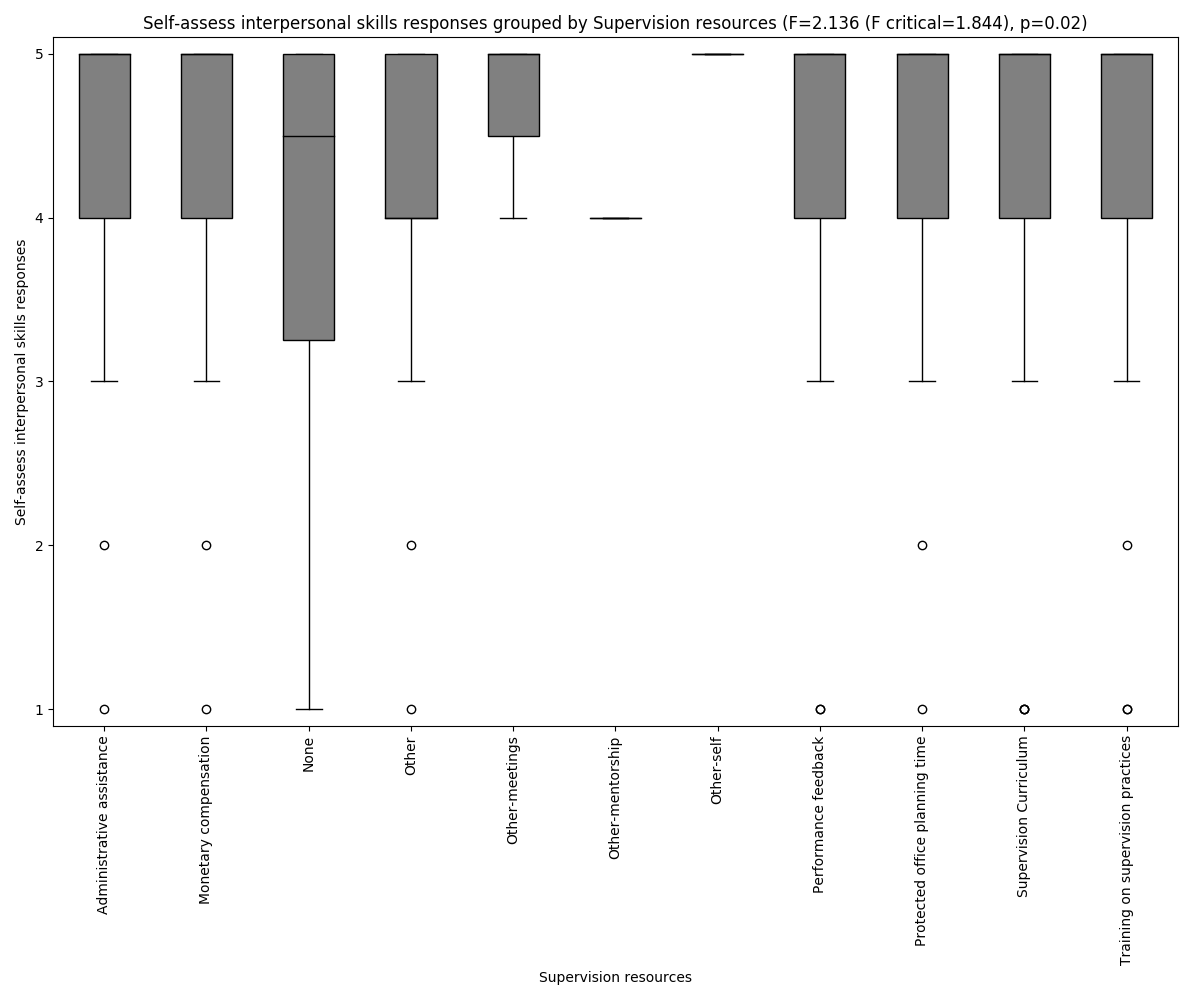 Self-assess interpersonal skills responses grouped by Supervision resources (F=2.136 (F critical=1.844), p=0.02)
Self-assess interpersonal skills responses
5
4
3
2
1
Administrative assistance
Monetary compensation
None
Other
Other-meetings
Other-mentorship
Other-self
Performance feedback
Protected office planning time
Supervision Curriculum
Training on supervision practices
Supervision resources